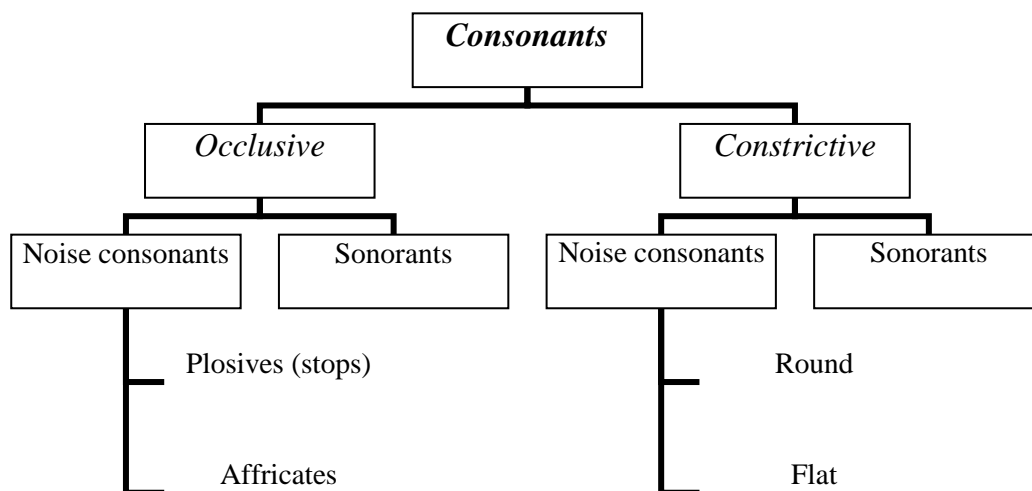 Consonants
Occlusive
Constrictive
Noise consonants
Sonorants
Noise consonants
Sonorants
Plosives (stops)
Round
Affricates
Flat